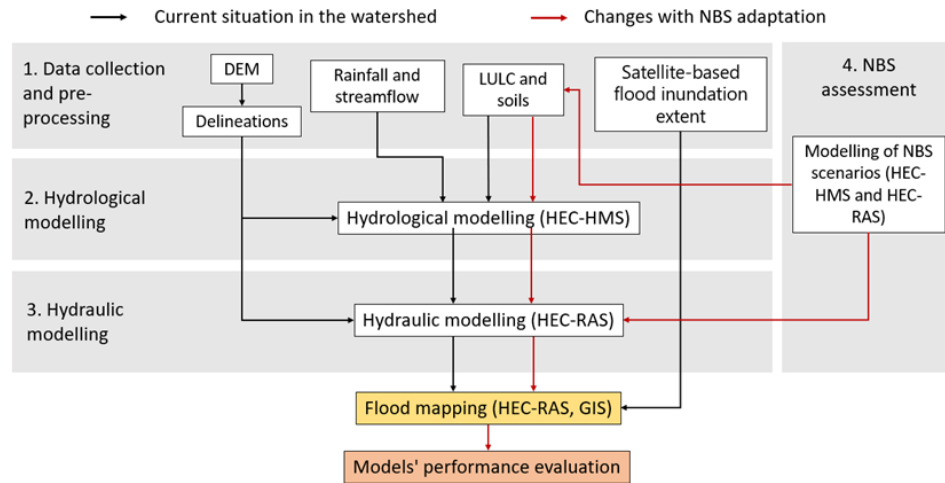 Current situation in the watershed
Changes with NBS adaptation
1. Data collection
and pre-
processing
DEM
Delineations
Rainfall and
streamflow
LULC and
soils
Satellite-based
flood inundation
extent
4. NBS
assessment
Modelling of NBS
scenarios (HEC-
HMS and HEC-
RAS)
2. Hydrological
modelling
Hydrological modelling (HEC-HMS)
3. Hydraulic
modelling
Hydraulic modelling (HEC-RAS)
Flood mapping (HEC-RAS, GIS)
Models' performance evaluation